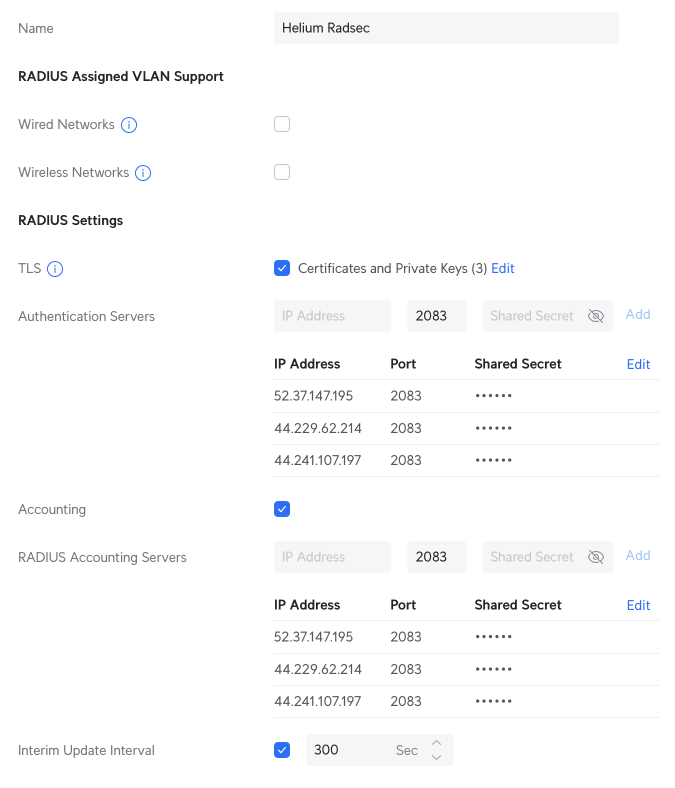 Name
Helium Radsec
RADIUS Assigned VLAN Support
Wired Networks
Wireless Networks
RADIUS Settings
TLS
Certificates and Private Keys (3) Edit
Authentication Servers
IP Address 2083 Shared Secret Add
IP Address Port Shared Secret Edit
52.37.147.195 2083 ••••••
44.229.62.214 2083 ••••••
44.241.107.197 2083 ••••••
Accounting
RADIUS Accounting Servers
IP Address 2083 Shared Secret Add
IP Address Port Shared Secret Edit
52.37.147.195 2083 ••••••
44.229.62.214 2083 ••••••
44.241.107.197 2083 ••••••
Interim Update Interval
300 Sec